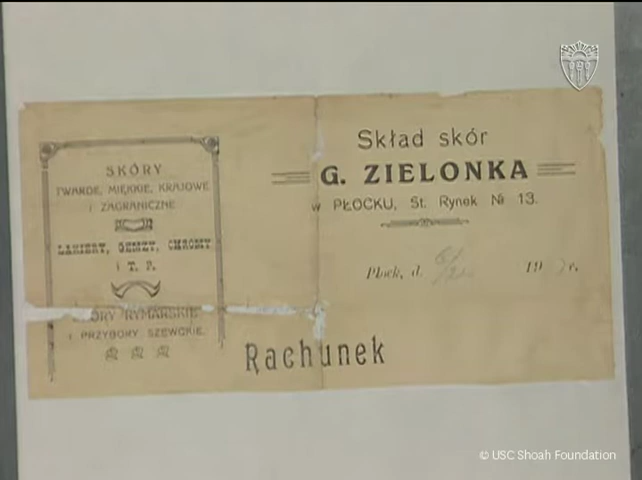 SKÓRY
TWARDE, MIĘKKIE, KRAJOWE
I ZAGRANICZNE
LAKIERY, GEMZY, CHROMY
i T. P.
SKÓRY RYMARSKIE
I PRZYBORY SZEWCKIE.
Skład skór
G. ZIELONKA
w PŁOCKU, St. Rynek № 13.
Płock, d. 19 r.
Rachunek
© USC Shoah Foundation